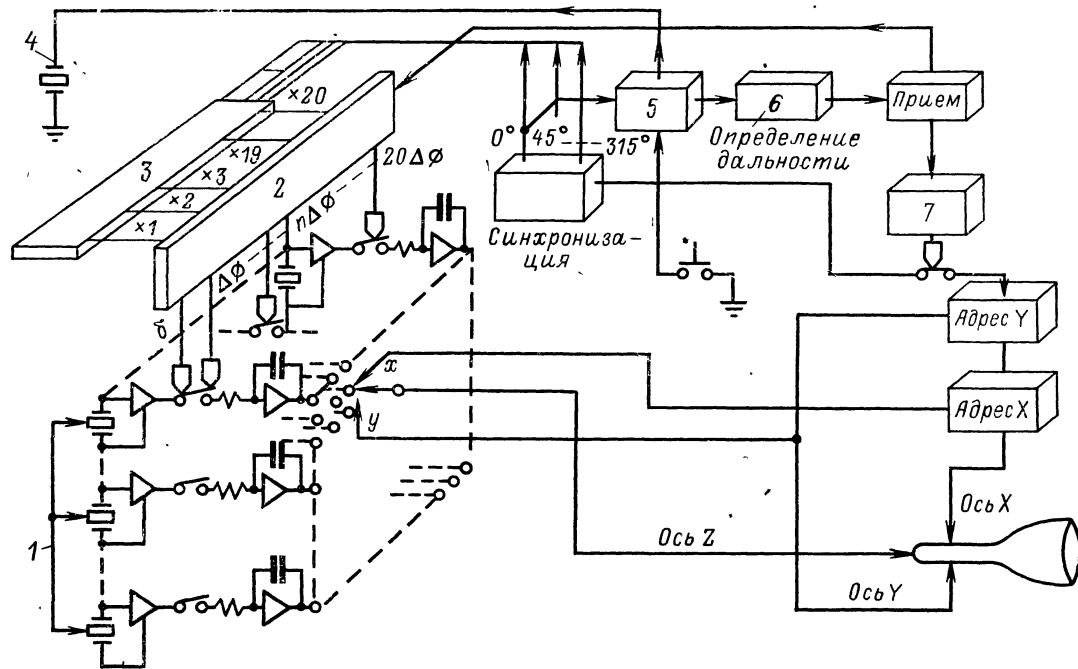 4
×20
×19
×3
×2
×1
3
2
20ΔΦ
nΔΦ
ΔΦ
δ
0°
45°
315°
Синхрониза-
ция
5
6
Определение
дальности
Прием
7
Адрес Y
Адрес X
x
y
1
Ось X
Ось Z
Ось Y